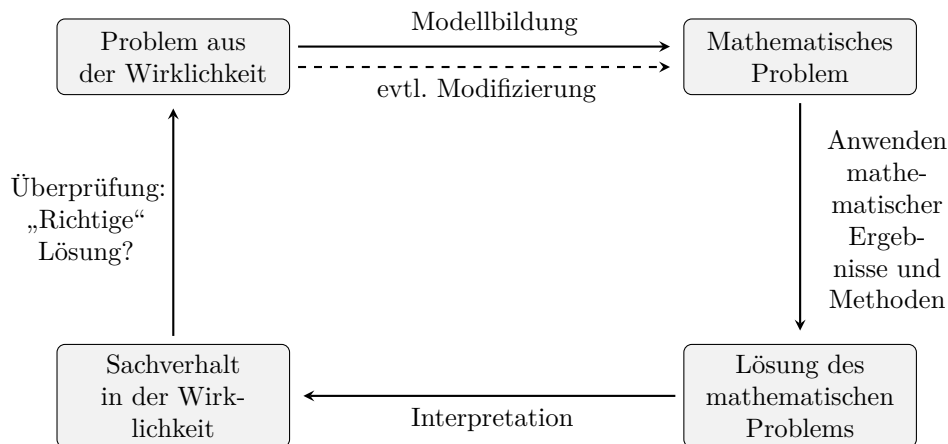 Problem aus
der Wirklichkeit
Modellbildung
evtl. Modifizierung
Mathematisches
Problem
Anwenden
mathe-
matischer
Ergeb-
nisse und
Methoden
Lösung des
mathematischen
Problems
Interpretation
Sachverhalt
in der Wirk-
lichkeit
Überprüfung:
„Richtige“
Lösung?